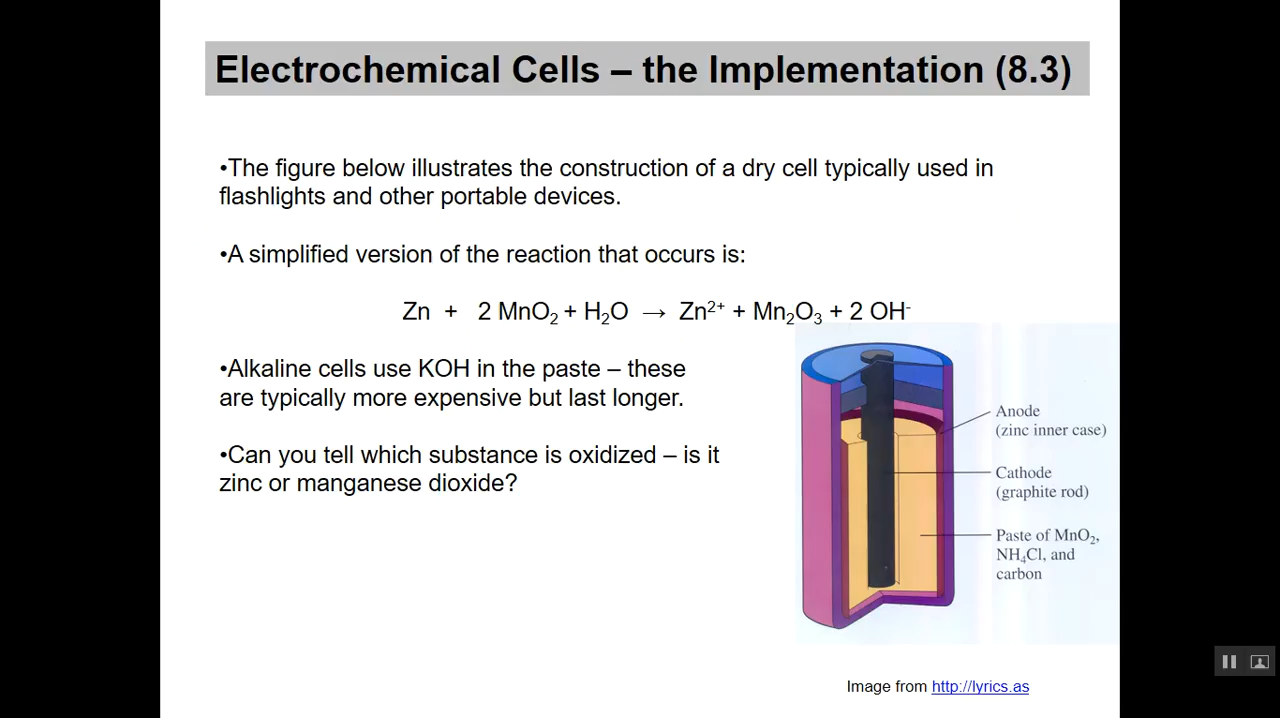 Electrochemical Cells – the Implementation (8.3)
•The figure below illustrates the construction of a dry cell typically used in
flashlights and other portable devices.
•A simplified version of the reaction that occurs is:
Zn + 2 MnO₂ + H₂O → Zn²⁺ + Mn₂O₃ + 2 OH⁻
•Alkaline cells use KOH in the paste – these
are typically more expensive but last longer.
•Can you tell which substance is oxidized – is it
zinc or manganese dioxide?
Anode
(zinc inner case)
Cathode
(graphite rod)
Paste of MnO₂,
NH₄Cl, and
carbon
Image from http://lyrics.as